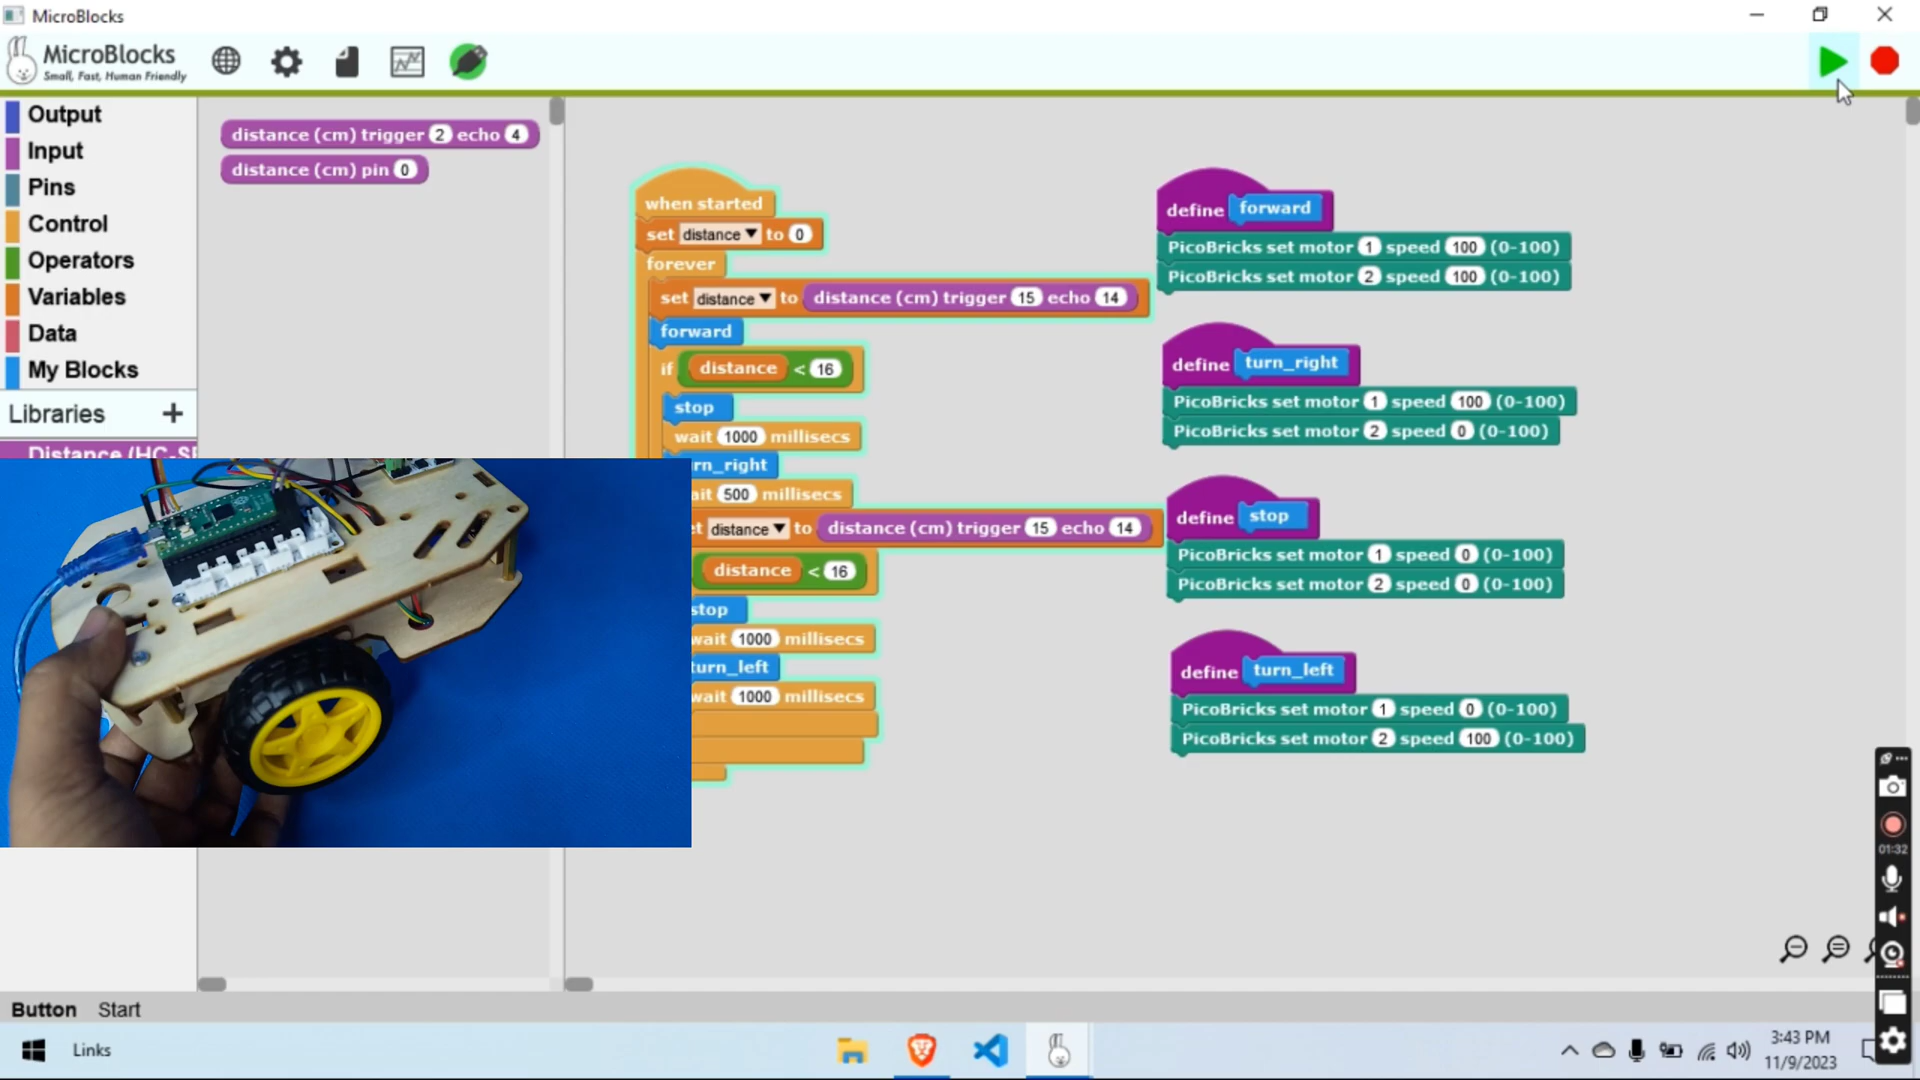 MicroBlocks
MicroBlocks
Small, Fast, Human Friendly
Output
Input
Pins
Control
Operators
Variables
Data
My Blocks
Libraries +
Distance (HC-SR
distance (cm) trigger 2 echo 4
distance (cm) pin 0
when started
set distance to 0
forever
set distance to distance (cm) trigger 15 echo 14
forward
if distance < 16
stop
wait 1000 millisecs
rn_right
ait 500 millisecs
et distance to distance (cm) trigger 15 echo 14
distance < 16
stop
wait 1000 millisecs
turn_left
wait 1000 millisecs
define forward
PicoBricks set motor 1 speed 100 (0-100)
PicoBricks set motor 2 speed 100 (0-100)
define turn_right
PicoBricks set motor 1 speed 100 (0-100)
PicoBricks set motor 2 speed 0 (0-100)
define stop
PicoBricks set motor 1 speed 0 (0-100)
PicoBricks set motor 2 speed 0 (0-100)
define turn_left
PicoBricks set motor 1 speed 0 (0-100)
PicoBricks set motor 2 speed 100 (0-100)
01:32
Button Start
Links
3:43 PM
11/9/2023